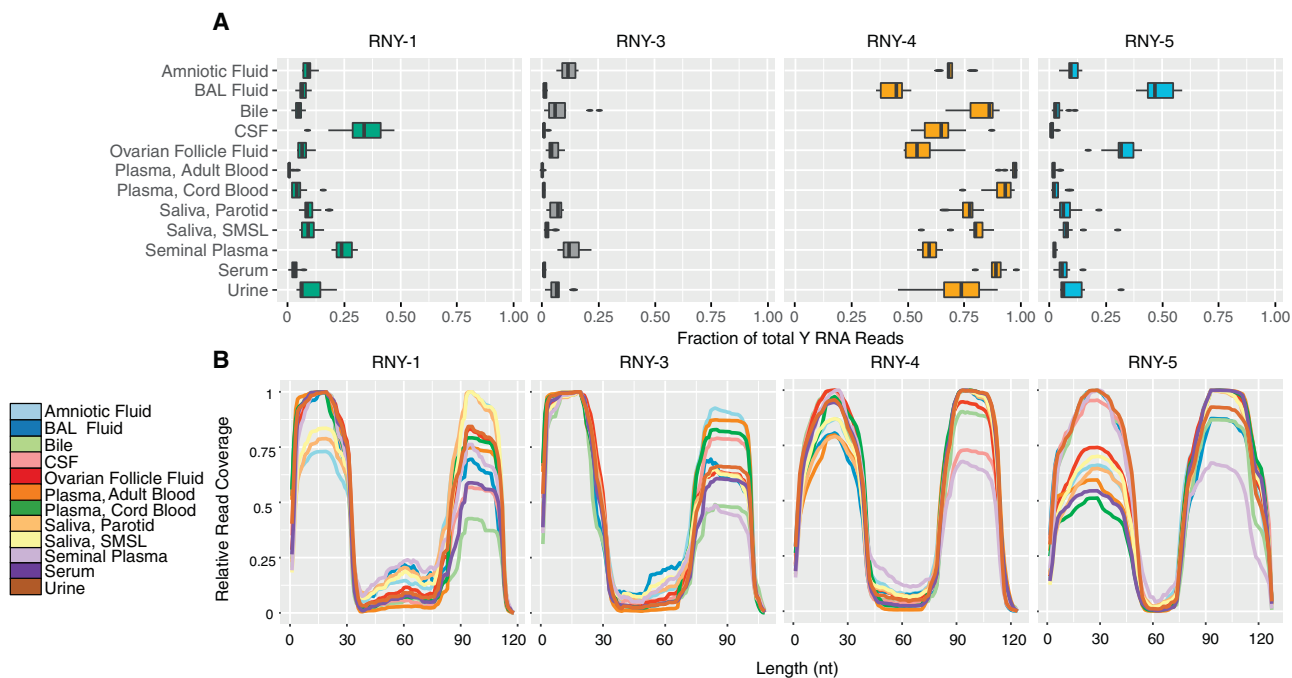 A
RNY-1 RNY-3 RNY-4 RNY-5
Amniotic Fluid
BAL Fluid
Bile
CSF
Ovarian Follicle Fluid
Plasma, Adult Blood
Plasma, Cord Blood
Saliva, Parotid
Saliva, SMSL
Seminal Plasma
Serum
Urine
0 0.25 0.50 0.75 1.00 0 0.25 0.50 0.75 1.00 0 0.25 0.50 0.75 1.00 0 0.25 0.50 0.75 1.00
Fraction of total Y RNA Reads
B
RNY-1 RNY-3 RNY-4 RNY-5
Amniotic Fluid
BAL Fluid
Bile
CSF
Ovarian Follicle Fluid
Plasma, Adult Blood
Plasma, Cord Blood
Saliva, Parotid
Saliva, SMSL
Seminal Plasma
Serum
Urine
Relative Read Coverage
1
0.75
0.5
0.25
0
0 30 60 90 120 0 30 60 90 0 30 60 90 120 0 30 60 90 120
Length (nt)